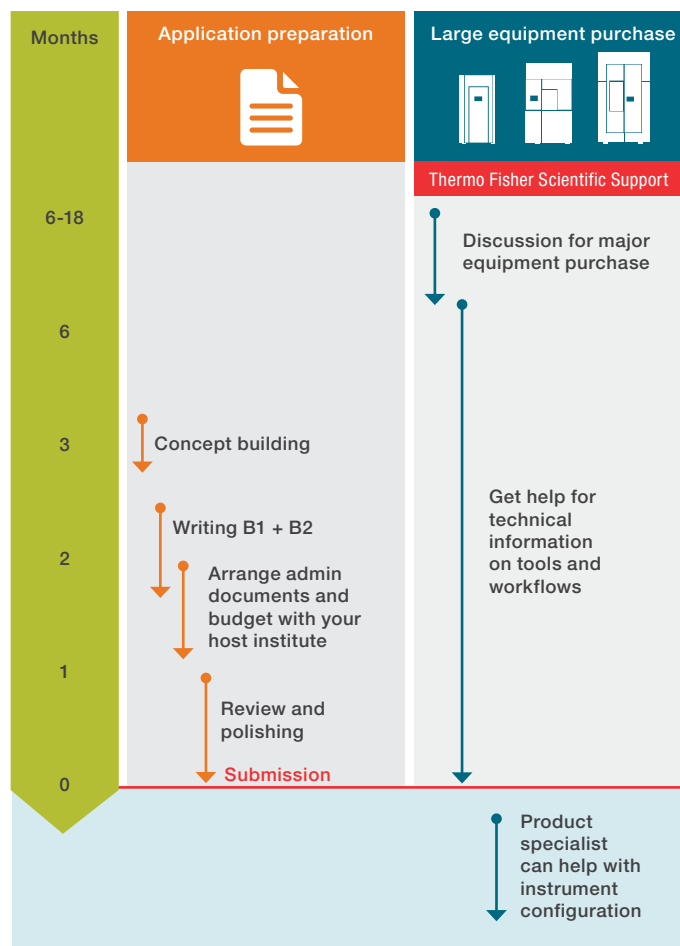 Months
Application preparation
Large equipment purchase
Thermo Fisher Scientific Support
6-18
Discussion for major
equipment purchase
6
3
Concept building
Writing B1 + B2
2
Arrange admin
documents and
budget with your
host institute
Get help for
technical
information
on tools and
workflows
1
Review and
polishing
Submission
0
Product
specialist
can help with
instrument
configuration